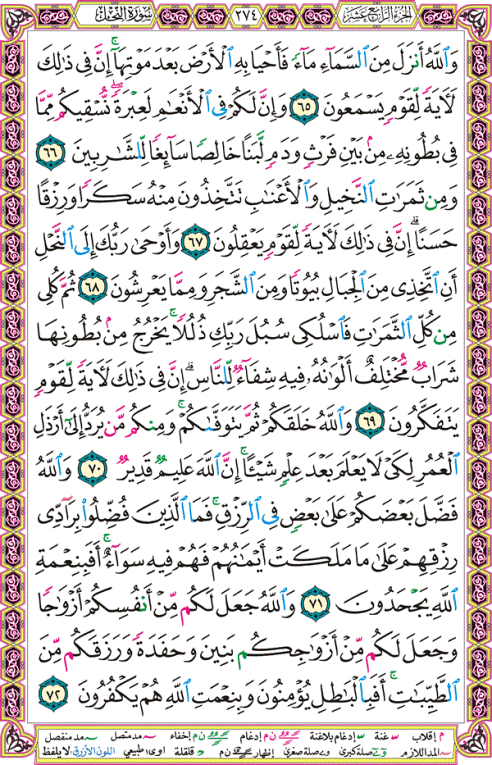 الجزء الرابع عشر ٢٧٤ سورة النحل
وَٱللَّهُ أَنزَلَ مِنَ ٱلسَّمَآءِ مَآءً فَأَحْيَا بِهِ ٱلْأَرْضَ بَعْدَ مَوْتِهَآ ۚ إِنَّ فِى ذَٰلِكَ
لَآيَةً لِّقَوْمٍ يَسْمَعُونَ ٦٥ وَإِنَّ لَكُمْ فِى ٱلْأَنْعَٰمِ لَعِبْرَةً ۖ نُّسْقِيكُم مِّمَّا
فِى بُطُونِهِۦ مِنۢ بَيْنِ فَرْثٍ وَدَمٍ لَّبَنًا خَالِصًا سَآئِغًا لِّلشَّٰرِبِينَ ٦٦
وَمِن ثَمَرَٰتِ ٱلنَّخِيلِ وَٱلْأَعْنَٰبِ تَتَّخِذُونَ مِنْهُ سَكَرًا وَرِزْقًا
حَسَنًا ۗ إِنَّ فِى ذَٰلِكَ لَآيَةً لِّقَوْمٍ يَعْقِلُونَ ٦٧ وَأَوْحَىٰ رَبُّكَ إِلَى ٱلنَّحْلِ
أَنِ ٱتَّخِذِى مِنَ ٱلْجِبَالِ بُيُوتًا وَمِنَ ٱلشَّجَرِ وَمِمَّا يَعْرِشُونَ ٦٨ ثُمَّ كُلِى
مِن كُلِّ ٱلثَّمَرَٰتِ فَٱسْلُكِى سُبُلَ رَبِّكِ ذُلُلًا ۚ يَخْرُجُ مِنۢ بُطُونِهَا
شَرَابٌ مُّخْتَلِفٌ أَلْوَٰنُهُۥ فِيهِ شِفَآءٌ لِّلنَّاسِ ۗ إِنَّ فِى ذَٰلِكَ لَآيَةً لِّقَوْمٍ
يَتَفَكَّرُونَ ٦٩ وَٱللَّهُ خَلَقَكُمْ ثُمَّ يَتَوَفَّىٰكُمْ ۚ وَمِنكُم مَّن يُرَدُّ إِلَىٰٓ أَرْذَلِ
ٱلْعُمُرِ لِكَىْ لَا يَعْلَمَ بَعْدَ عِلْمٍ شَيْـًٔا ۚ إِنَّ ٱللَّهَ عَلِيمٌ قَدِيرٌ ٧٠ وَٱللَّهُ
فَضَّلَ بَعْضَكُمْ عَلَىٰ بَعْضٍ فِى ٱلرِّزْقِ ۚ فَمَا ٱلَّذِينَ فُضِّلُوا۟ بِرَآدِّى
رِزْقِهِمْ عَلَىٰ مَا مَلَكَتْ أَيْمَٰنُهُمْ فَهُمْ فِيهِ سَوَآءٌ ۚ أَفَبِنِعْمَةِ
ٱللَّهِ يَجْحَدُونَ ٧١ وَٱللَّهُ جَعَلَ لَكُم مِّنْ أَنفُسِكُمْ أَزْوَٰجًا
وَجَعَلَ لَكُم مِّنْ أَزْوَٰجِكُم بَنِينَ وَحَفَدَةً وَرَزَقَكُم مِّنَ
ٱلطَّيِّبَٰتِ ۚ أَفَبِٱلْبَٰطِلِ يُؤْمِنُونَ وَبِنِعْمَتِ ٱللَّهِ هُمْ يَكْفُرُونَ ٧٢
م إقلاب غنة إدغام بلاغنة ن م إدغام ن م إخفاء مد متصل مد منفصل
المد اللازم صلة كبرى وے صلة صغرى إظهار ن م قلقلة اوى: طبيعي اللون الأزرق: لا يلفظ